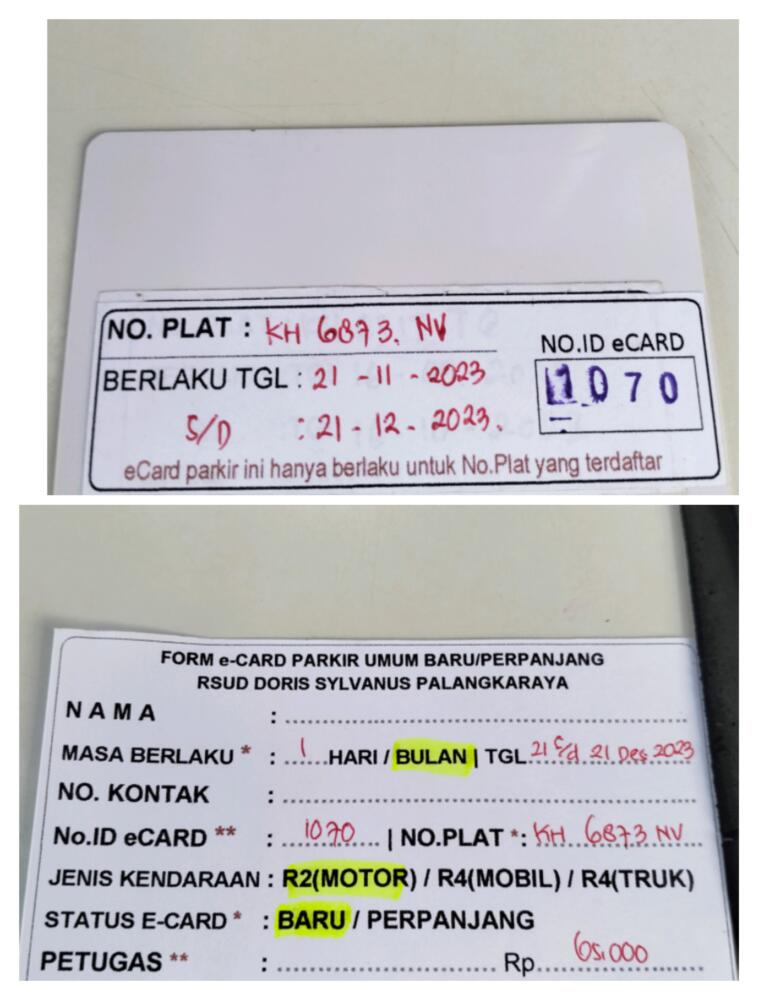 NO. PLAT : KH 6873. NV
BERLAKU TGL : 21 - 11 - 2023
S/D : 21 - 12 - 2023.
NO.ID eCARD
1070
eCard parkir ini hanya berlaku untuk No.Plat yang terdaftar
FORM e-CARD PARKIR UMUM BARU/PERPANJANG
RSUD DORIS SYLVANUS PALANGKARAYA
N A M A : ..........
MASA BERLAKU * : 1 HARI / BULAN | TGL 21 s/d 21 Des 2023
NO. KONTAK : ..........
No.ID eCARD ** : 1070 | NO.PLAT *: KH 6873 NV
JENIS KENDARAAN : R2(MOTOR) / R4(MOBIL) / R4(TRUK)
STATUS E-CARD * : BARU / PERPANJANG
PETUGAS ** : .......... Rp. 65.000